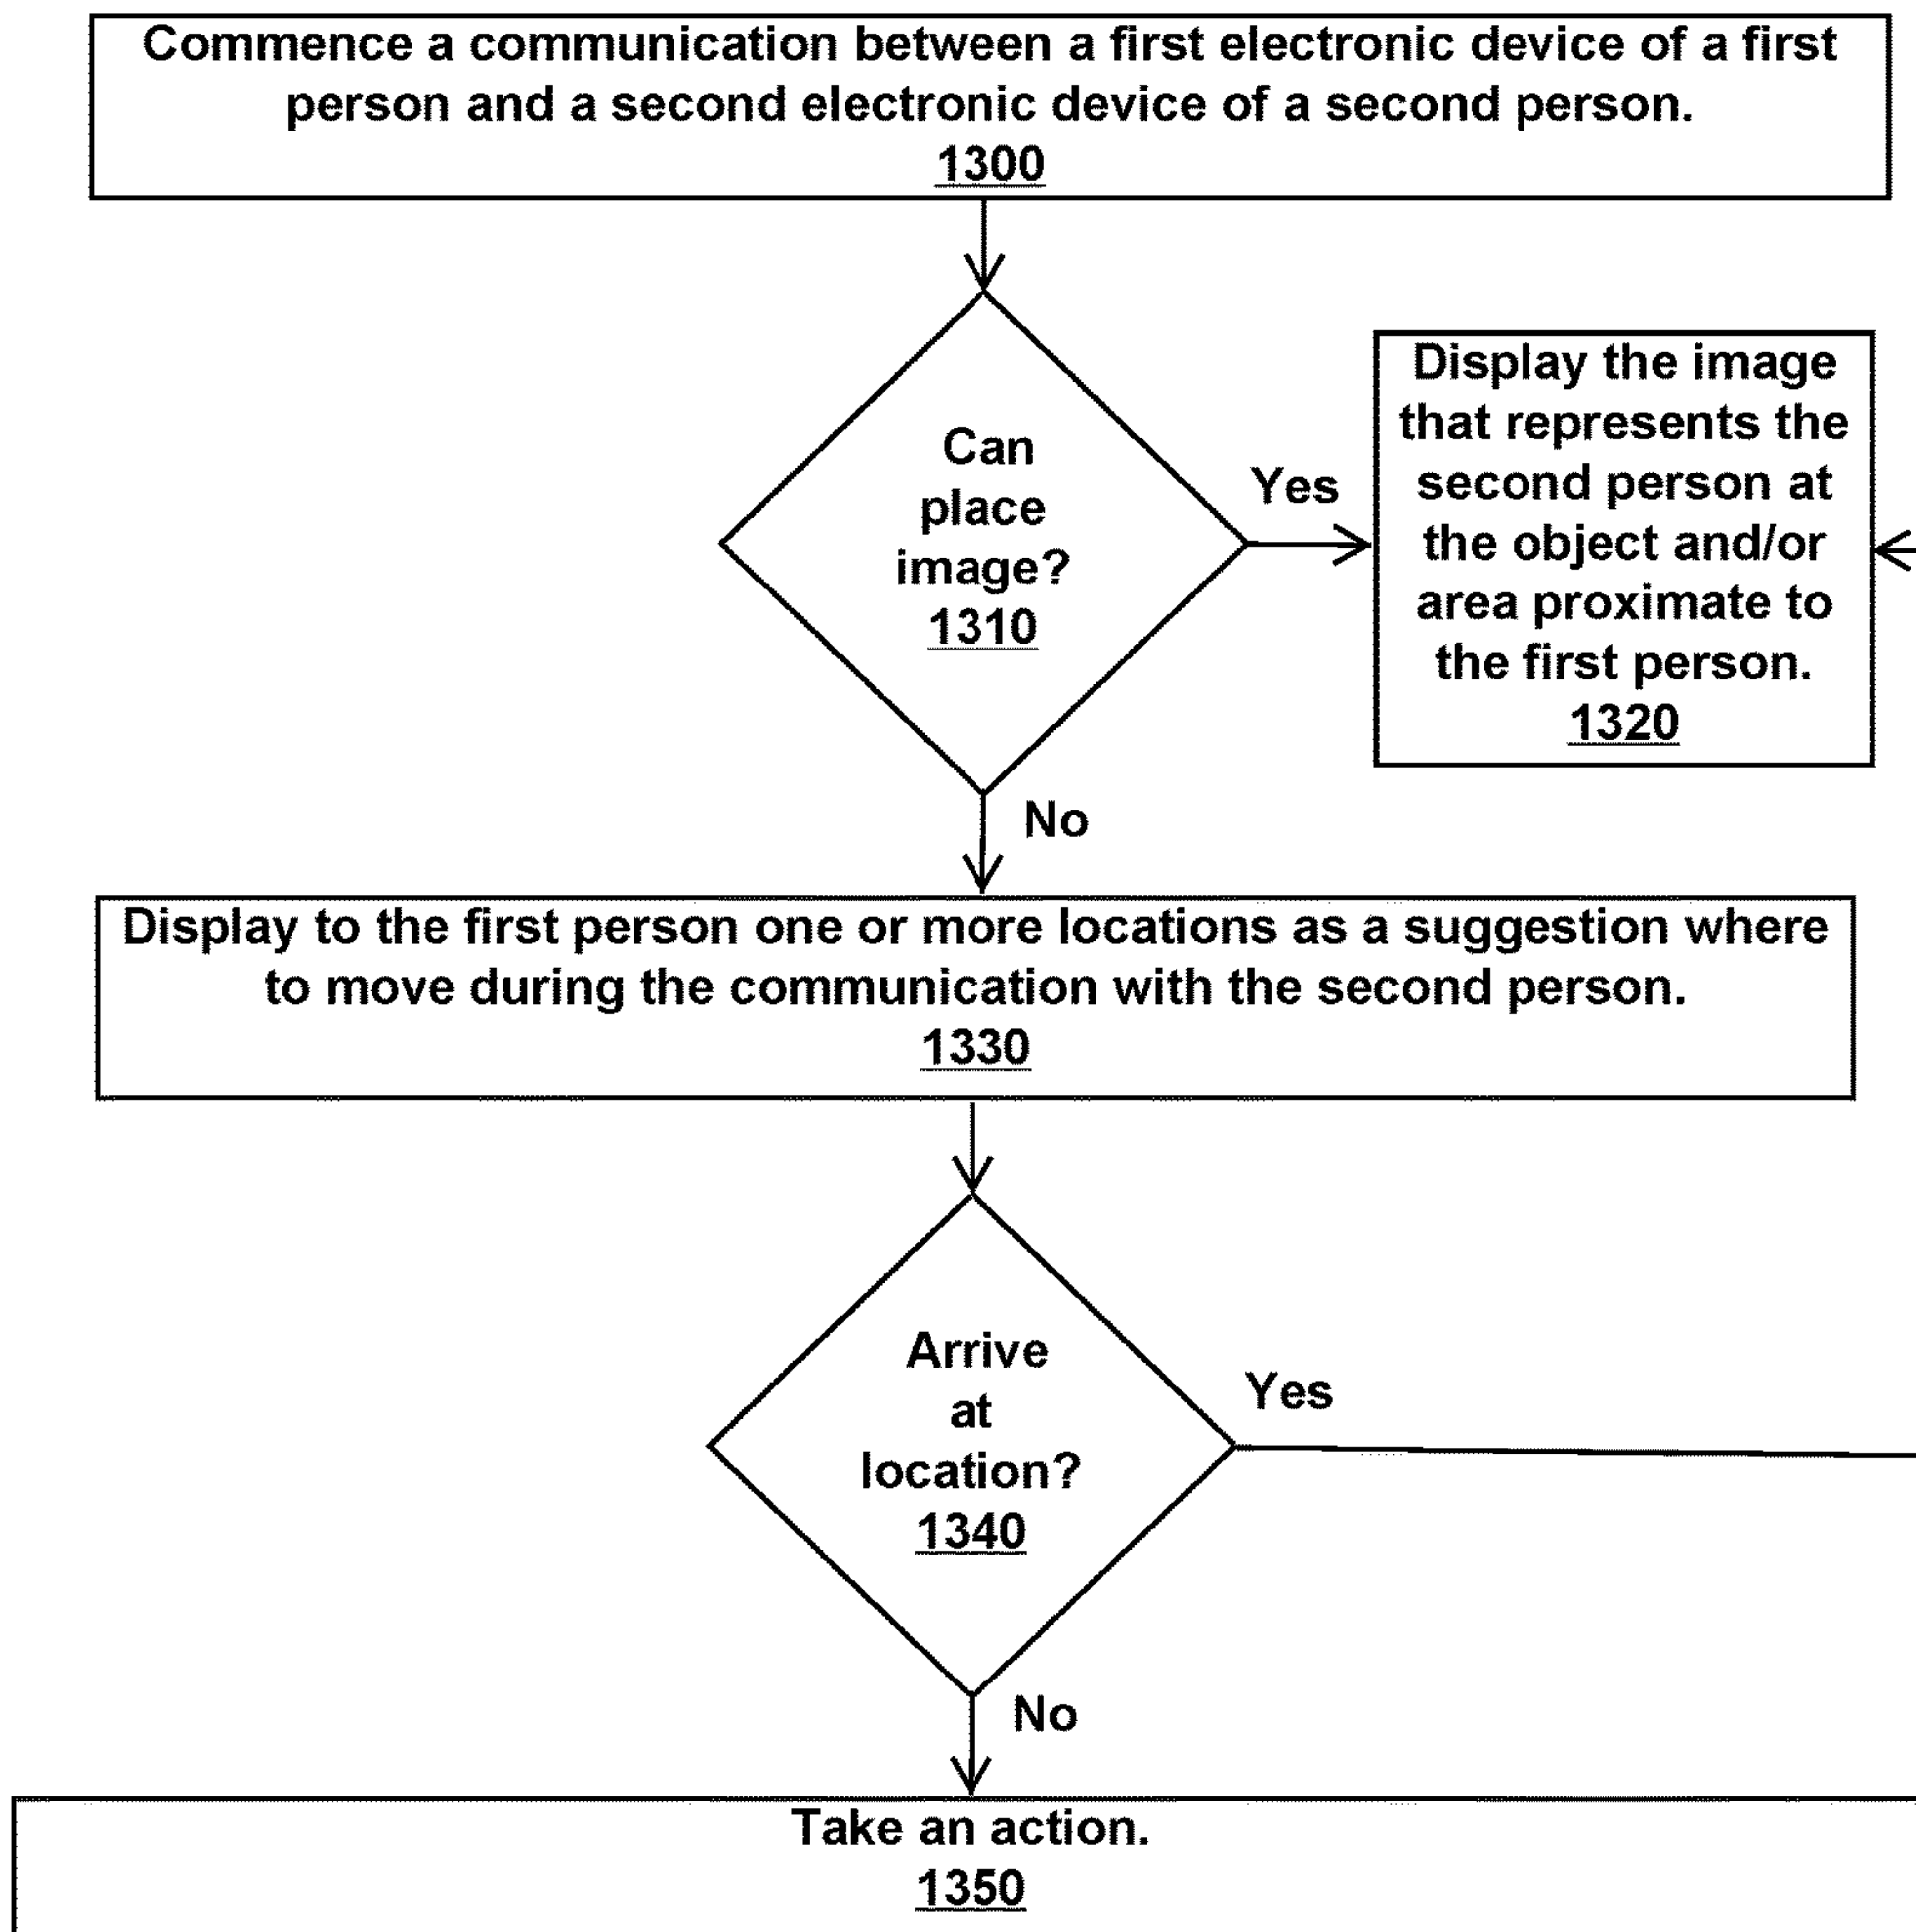 Commence a communication between a first electronic device of a first
person and a second electronic device of a second person.
1300
Can
place
image?
1310
Yes
Display the image
that represents the
second person at
the object and/or
area proximate to
the first person.
1320
No
Display to the first person one or more locations as a suggestion where
to move during the communication with the second person.
1330
Arrive
at
location?
1340
Yes
No
Take an action.
1350